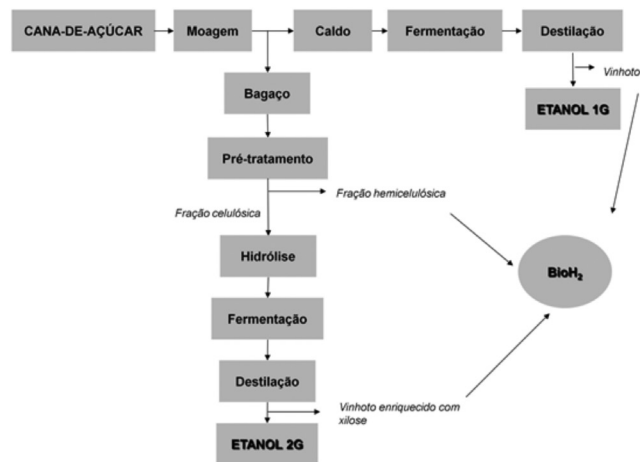 CANA-DE-AÇÚCAR
Moagem
Caldo
Fermentação
Destilação
Vinhoto
ETANOL 1G
Bagaço
Pré-tratamento
Fração hemicelulósica
Fração celulósica
Hidrólise
BioH₂
Fermentação
Destilação
Vinhoto enriquecido com
xilose
ETANOL 2G